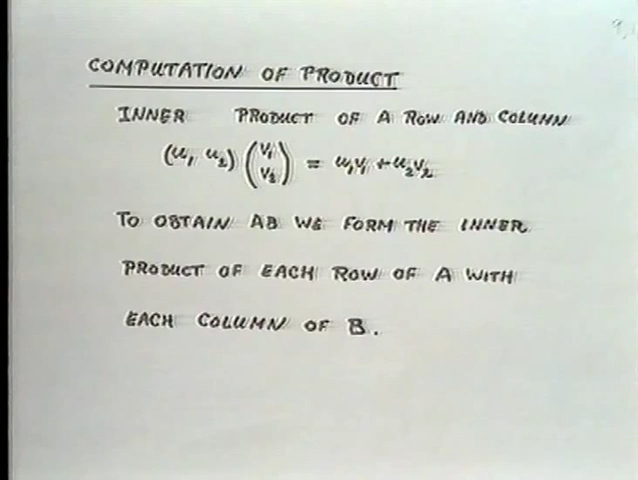 COMPUTATION OF PRODUCT
INNER PRODUCT OF A ROW AND COLUMN
(u₁ u₂) (v₁ v₂) = u₁v₁ + u₂v₂
TO OBTAIN AB WE FORM THE INNER
PRODUCT OF EACH ROW OF A WITH
EACH COLUMN OF B.